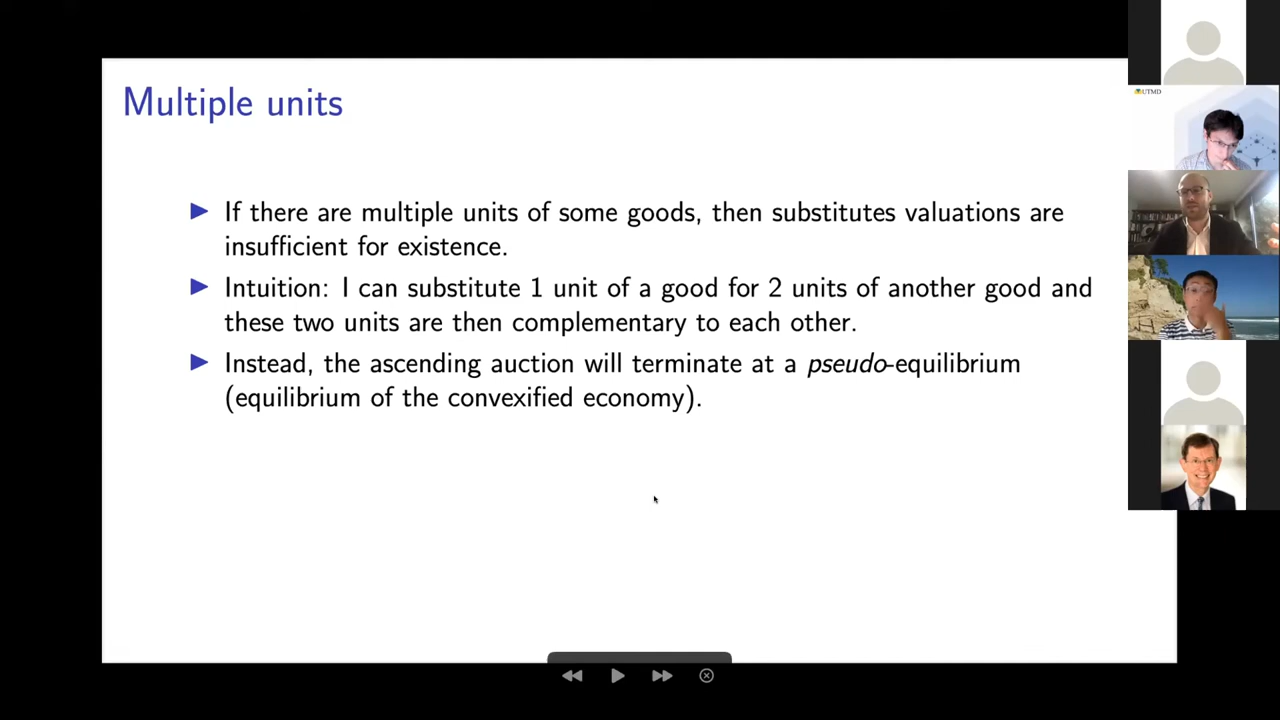 Multiple units
▶ If there are multiple units of some goods, then substitutes valuations are
insufficient for existence.
▶ Intuition: I can substitute 1 unit of a good for 2 units of another good and
these two units are then complementary to each other.
▶ Instead, the ascending auction will terminate at a pseudo-equilibrium
(equilibrium of the convexified economy).
UTMD